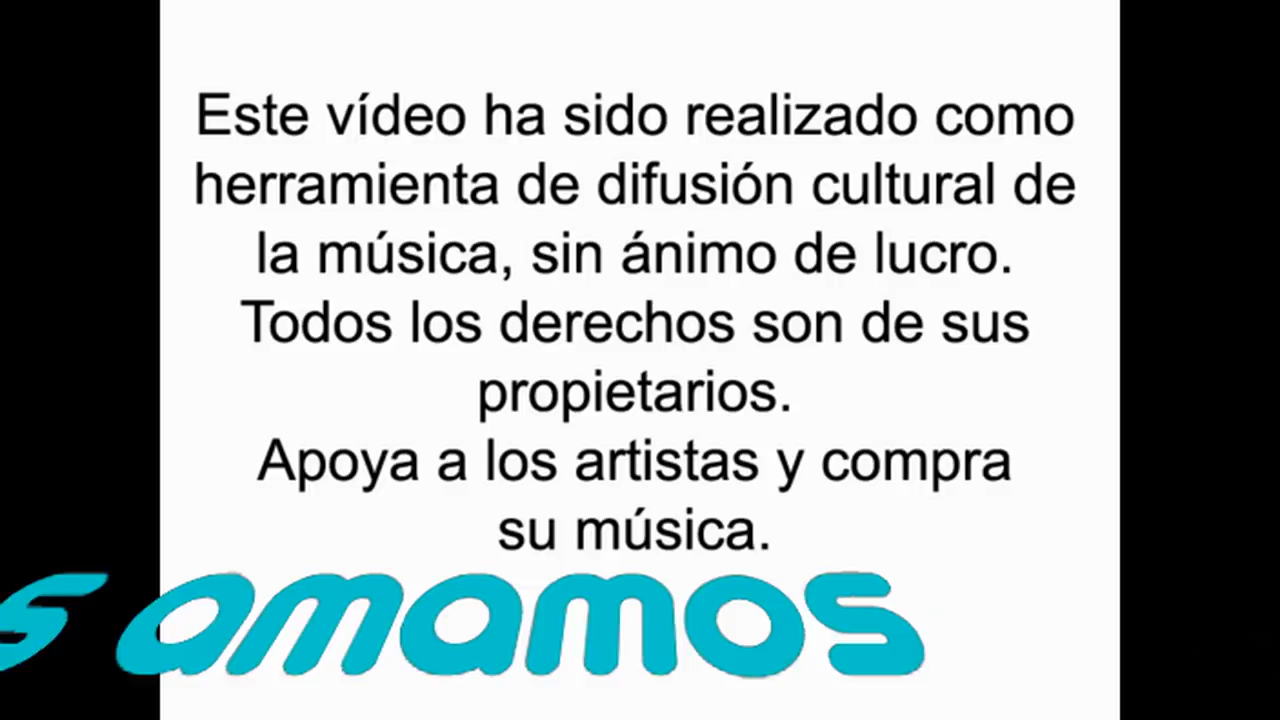 Este vídeo ha sido realizado como
herramienta de difusión cultural de
la música, sin ánimo de lucro.
Todos los derechos son de sus
propietarios.
Apoya a los artistas y compra
su música.
s amamos